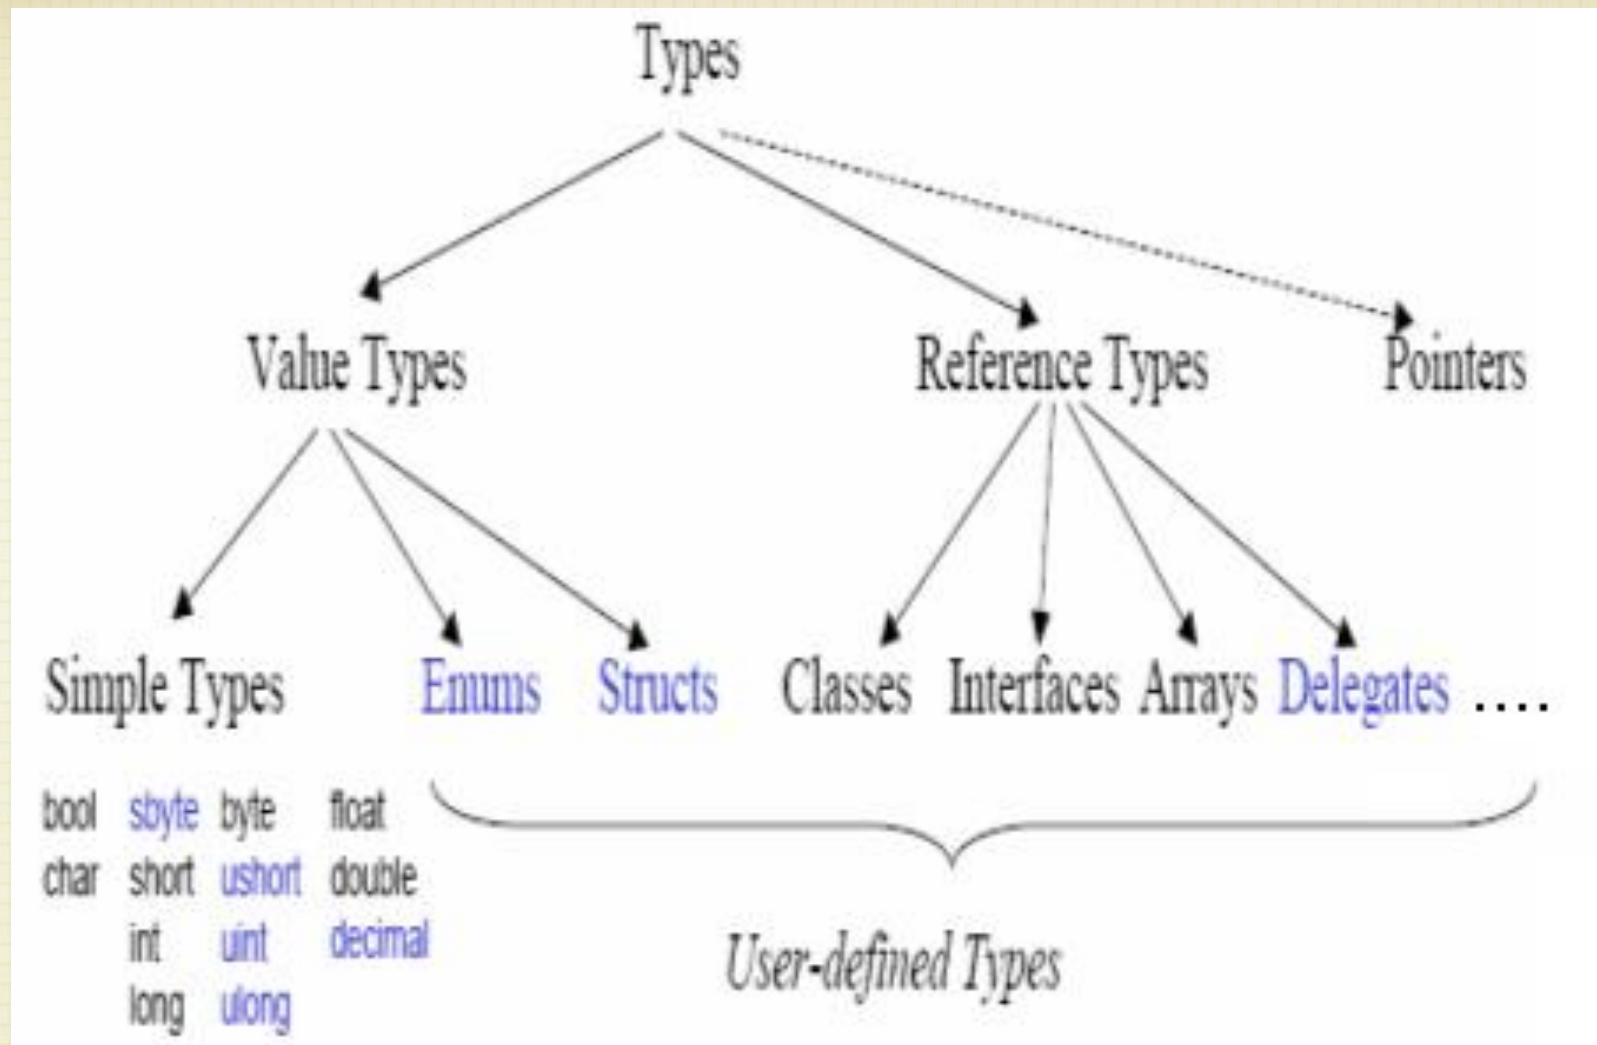 Types
Value Types Reference Types Pointers
Simple Types Enums Structs Classes Interfaces Arrays Delegates ....
bool sbyte byte float
char short ushort double
int uint decimal
long ulong
User-defined Types